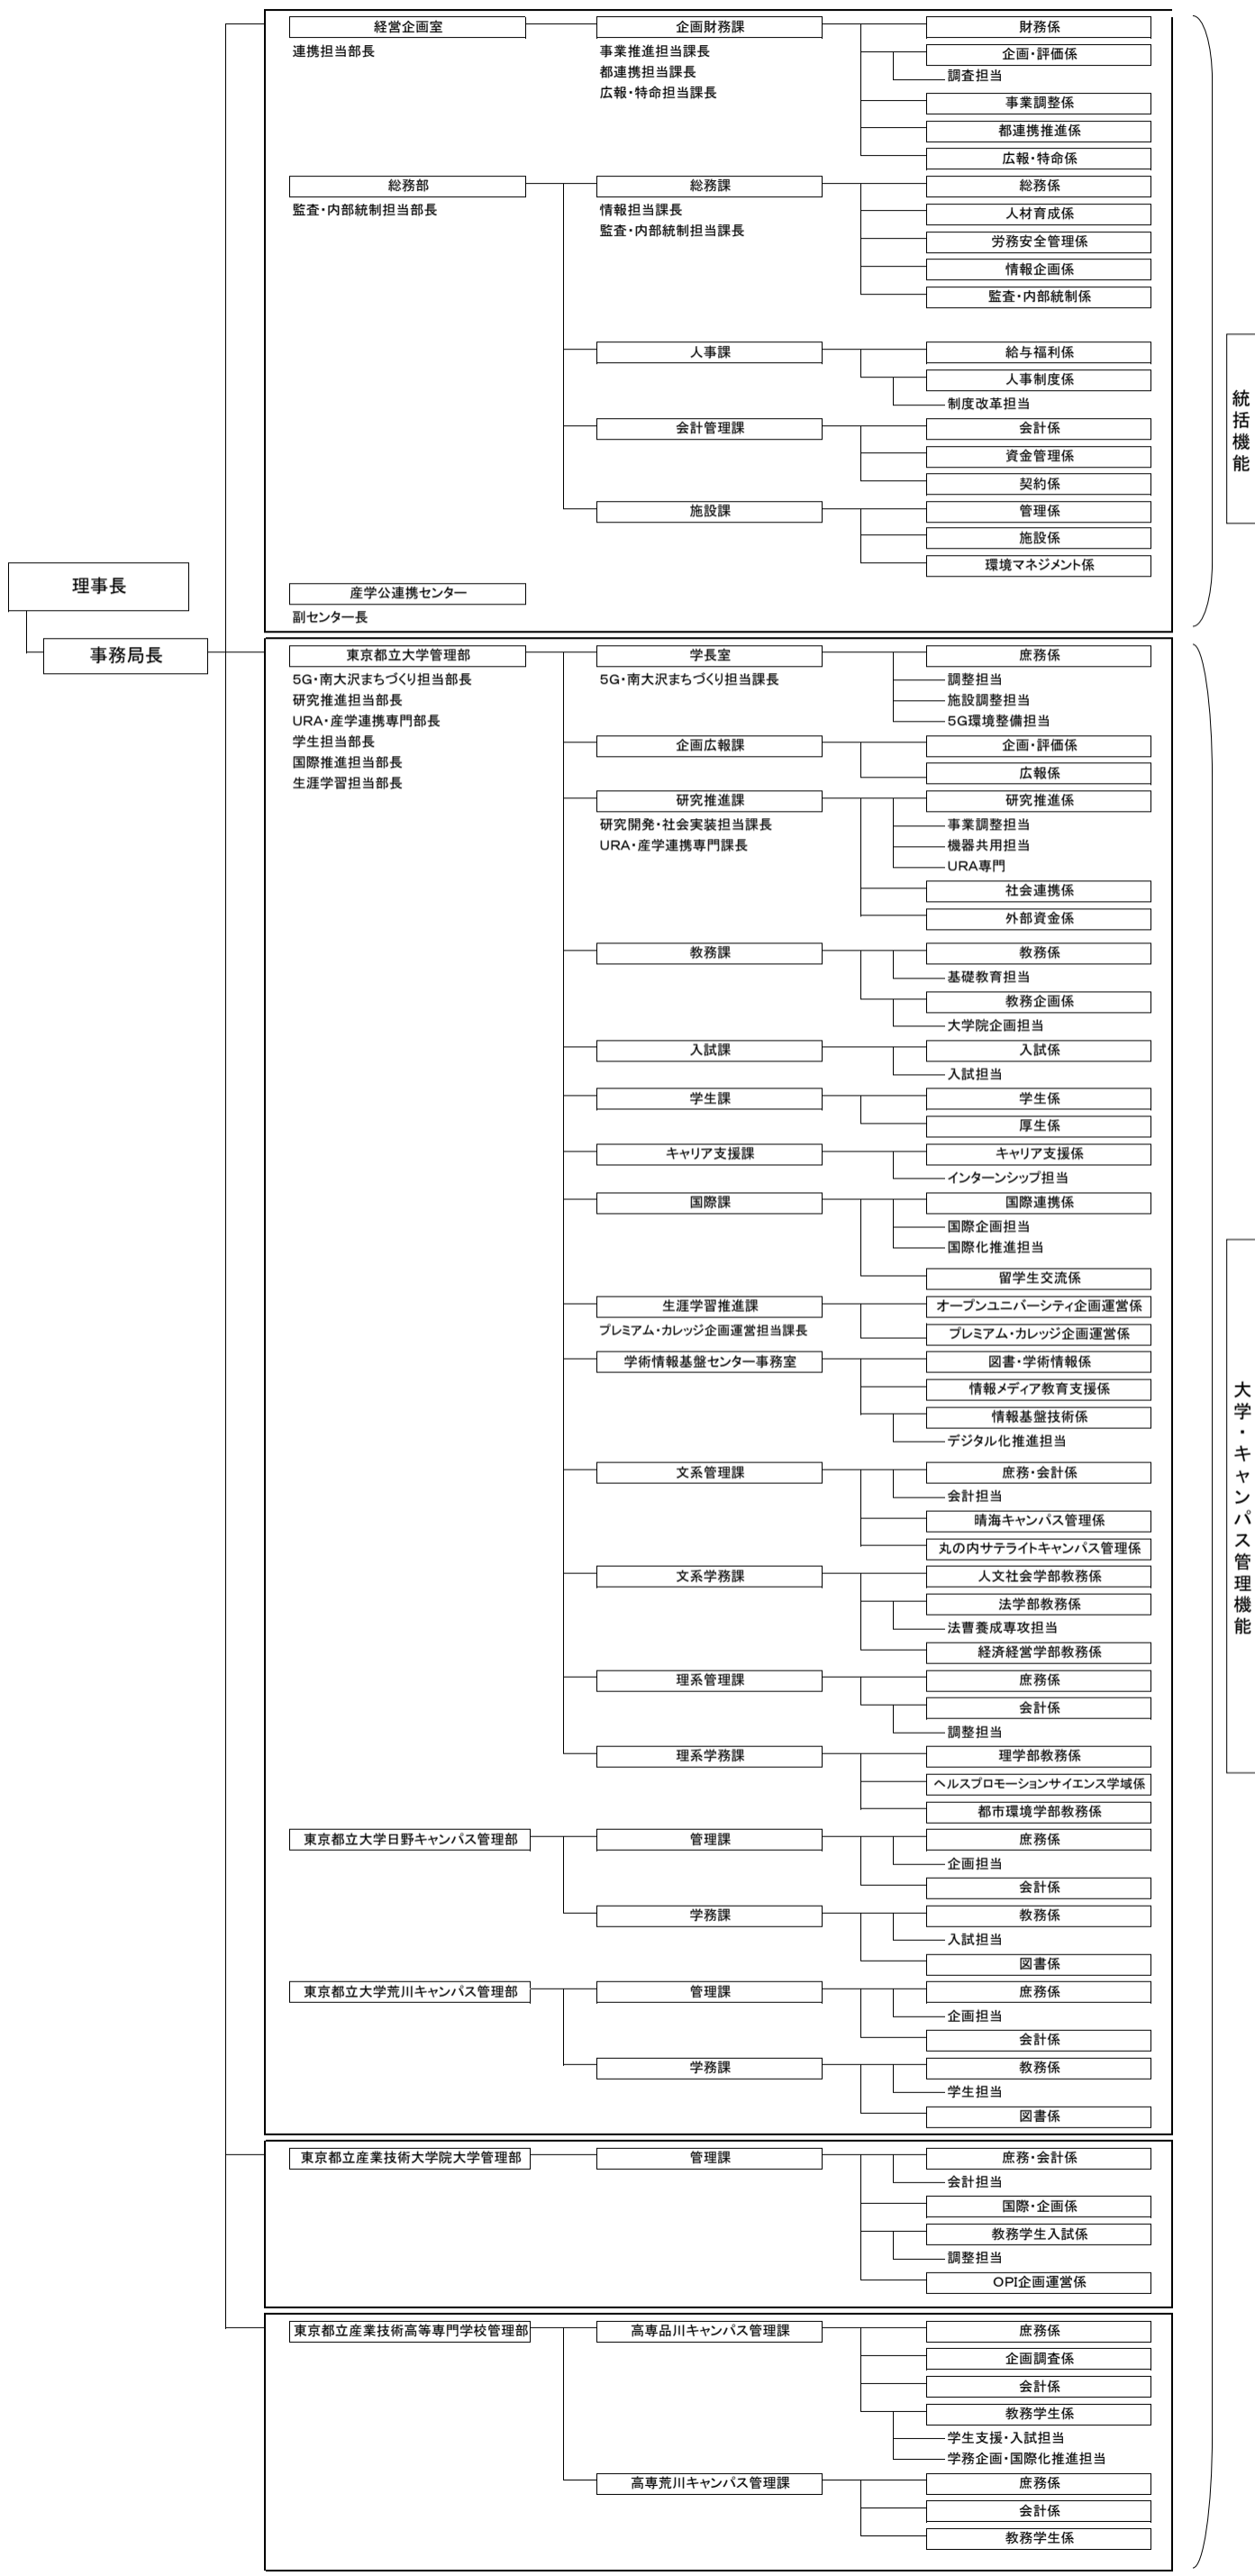 経営企画室 企画財務課 財務係
連携担当部長 事業推進担当課長 企画・評価係
都連携担当課長 調査担当
広報・特命担当課長 事業調整係
都連携推進係
広報・特命係
総務部 総務課 総務係
監査・内部統制担当部長 情報担当課長 人材育成係
監査・内部統制担当課長 労務安全管理係
情報企画係
監査・内部統制係
人事課 給与福利係
人事制度係
制度改革担当
会計管理課 会計係
資金管理係
契約係
施設課 管理係
施設係
環境マネジメント係
産学公連携センター
副センター長
統括機能
理事長
事務局長
東京都立大学管理部 学長室 庶務係
5G・南大沢まちづくり担当部長 5G・南大沢まちづくり担当課長 調整担当
研究推進担当部長 施設調整担当
URA・産学連携専門部長 5G環境整備担当
学生担当部長 企画広報課 企画・評価係
国際推進担当部長 広報係
生涯学習担当部長
研究推進課 研究推進係
研究開発・社会実装担当課長 事業調整担当
URA・産学連携専門課長 機器共用担当
URA専門
社会連携係
外部資金係
教務課 教務係
基礎教育担当
教務企画係
大学院企画担当
入試課 入試係
入試担当
学生課 学生係
厚生係
キャリア支援課 キャリア支援係
インターンシップ担当
国際課 国際連携係
国際企画担当
国際化推進担当
留学生交流係
生涯学習推進課 オープンユニバーシティ企画運営係
プレミアム・カレッジ企画運営担当課長 プレミアム・カレッジ企画運営係
学術情報基盤センター事務室 図書・学術情報係
情報メディア教育支援係
情報基盤技術係
デジタル化推進担当
文系管理課 庶務・会計係
会計担当
晴海キャンパス管理係
丸の内サテライトキャンパス管理係
文系学務課 人文社会学部教務係
法学部教務係
法曹養成専攻担当
経済経営学部教務係
理系管理課 庶務係
会計係
調整担当
理系学務課 理学部教務係
ヘルスプロモーションサイエンス学域係
都市環境学部教務係
東京都立大学日野キャンパス管理部 管理課 庶務係
企画担当
会計係
学務課 教務係
入試担当
図書係
東京都立大学荒川キャンパス管理部 管理課 庶務係
企画担当
会計係
学務課 教務係
学生担当
図書係
東京都立産業技術大学院大学管理部 管理課 庶務・会計係
会計担当
国際・企画係
教務学生入試係
調整担当
OPI企画運営係
東京都立産業技術高等専門学校管理部 高専品川キャンパス管理課 庶務係
企画調査係
会計係
教務学生係
学生支援・入試担当
学務企画・国際化推進担当
高専荒川キャンパス管理課 庶務係
会計係
教務学生係
大学・キャンパス管理機能